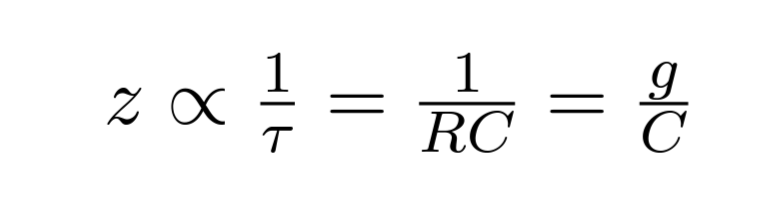 z ∝ 1/τ = 1/RC = g/C